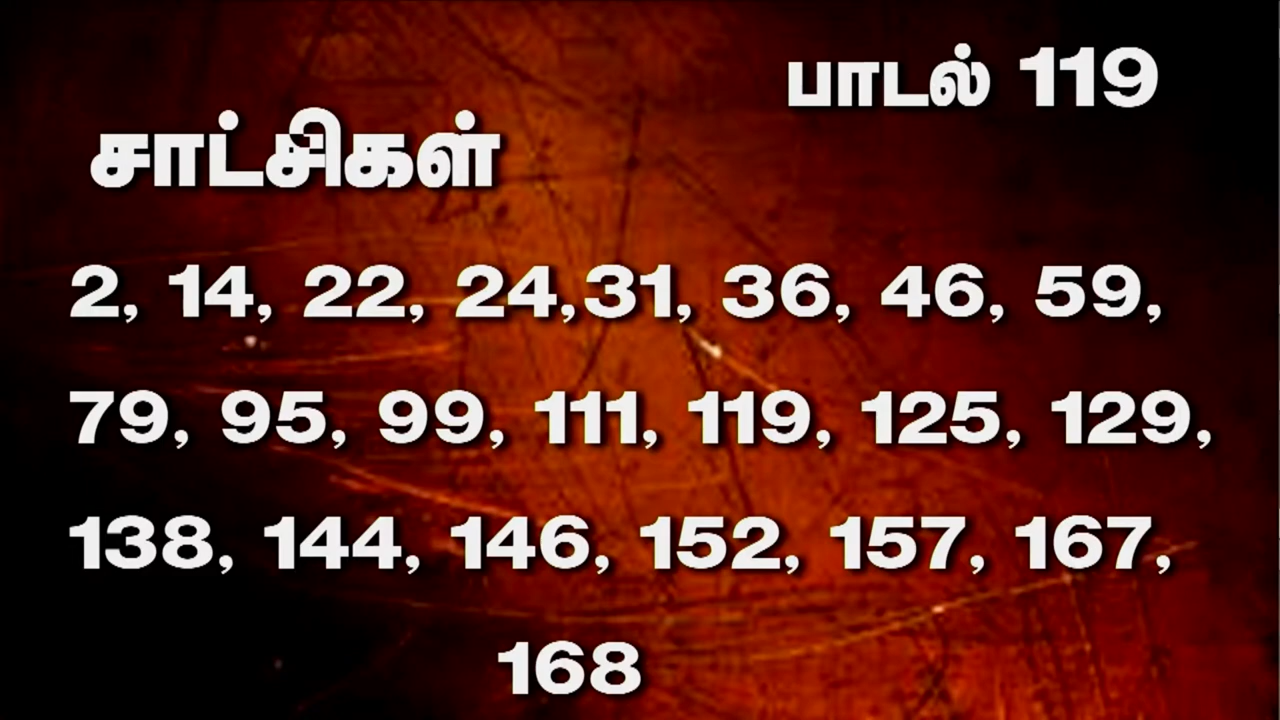 பாடல் 119
சாட்சிகள்
2, 14, 22, 24,31, 36, 46, 59,
79, 95, 99, 111, 119, 125, 129,
138, 144, 146, 152, 157, 167,
168